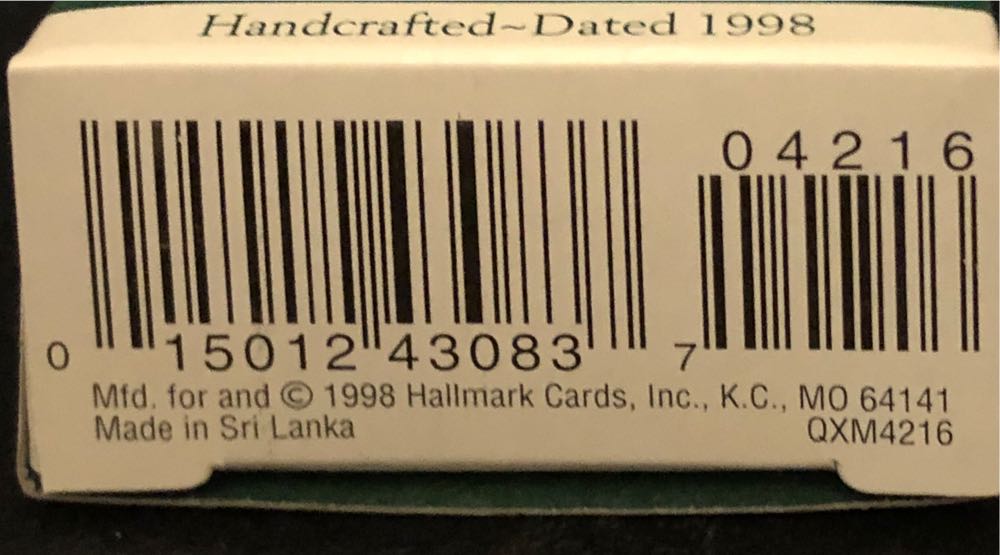 Handcrafted~Dated 1998
04216
0 15012 43083 7
Mfd. for and © 1998 Hallmark Cards, Inc., K.C., MO 64141
Made in Sri Lanka QXM4216